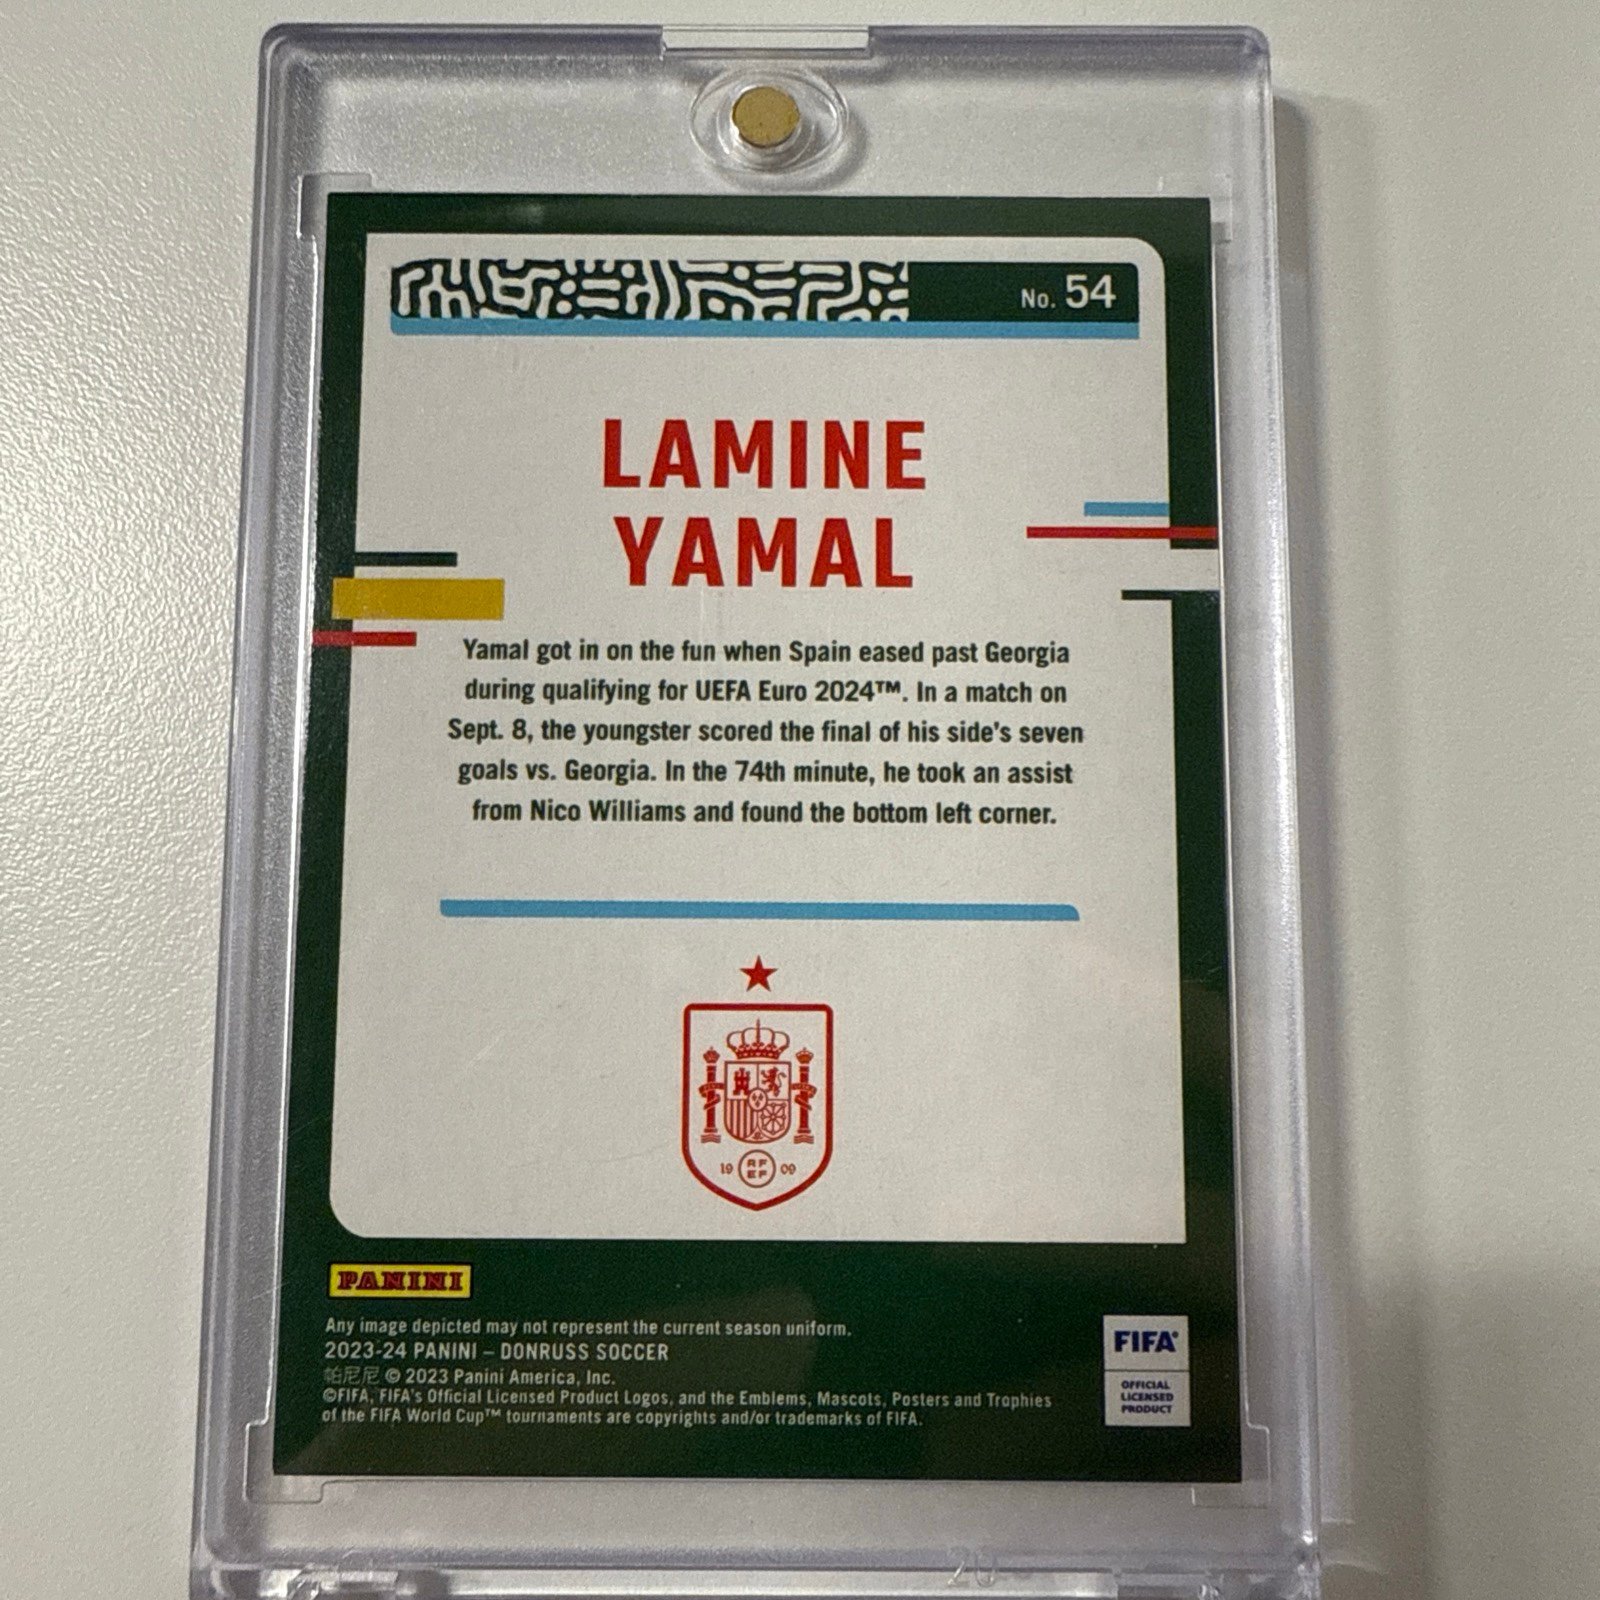 No. 54
LAMINE
YAMAL
Yamal got in on the fun when Spain eased past Georgia
during qualifying for UEFA Euro 2024™. In a match on
Sept. 8, the youngster scored the final of his side's seven
goals vs. Georgia. In the 74th minute, he took an assist
from Nico Williams and found the bottom left corner.
19 RFEF 09
PANINI
Any image depicted may not represent the current season uniform.
2023-24 PANINI – DONRUSS SOCCER
帕尼尼 © 2023 Panini America, Inc.
©FIFA, FIFA's Official Licensed Product Logos, and the Emblems, Mascots, Posters and Trophies
of the FIFA World Cup™ tournaments are copyrights and/or trademarks of FIFA.
FIFA®
OFFICIAL
LICENSED
PRODUCT